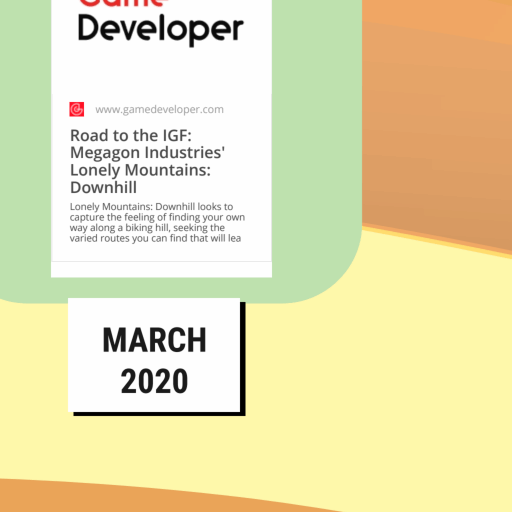 Game
Developer
www.gamedeveloper.com
Road to the IGF:
Megagon Industries'
Lonely Mountains:
Downhill
Lonely Mountains: Downhill looks to
capture the feeling of finding your own
way along a biking hill, seeking the
varied routes you can find that will lea
MARCH
2020